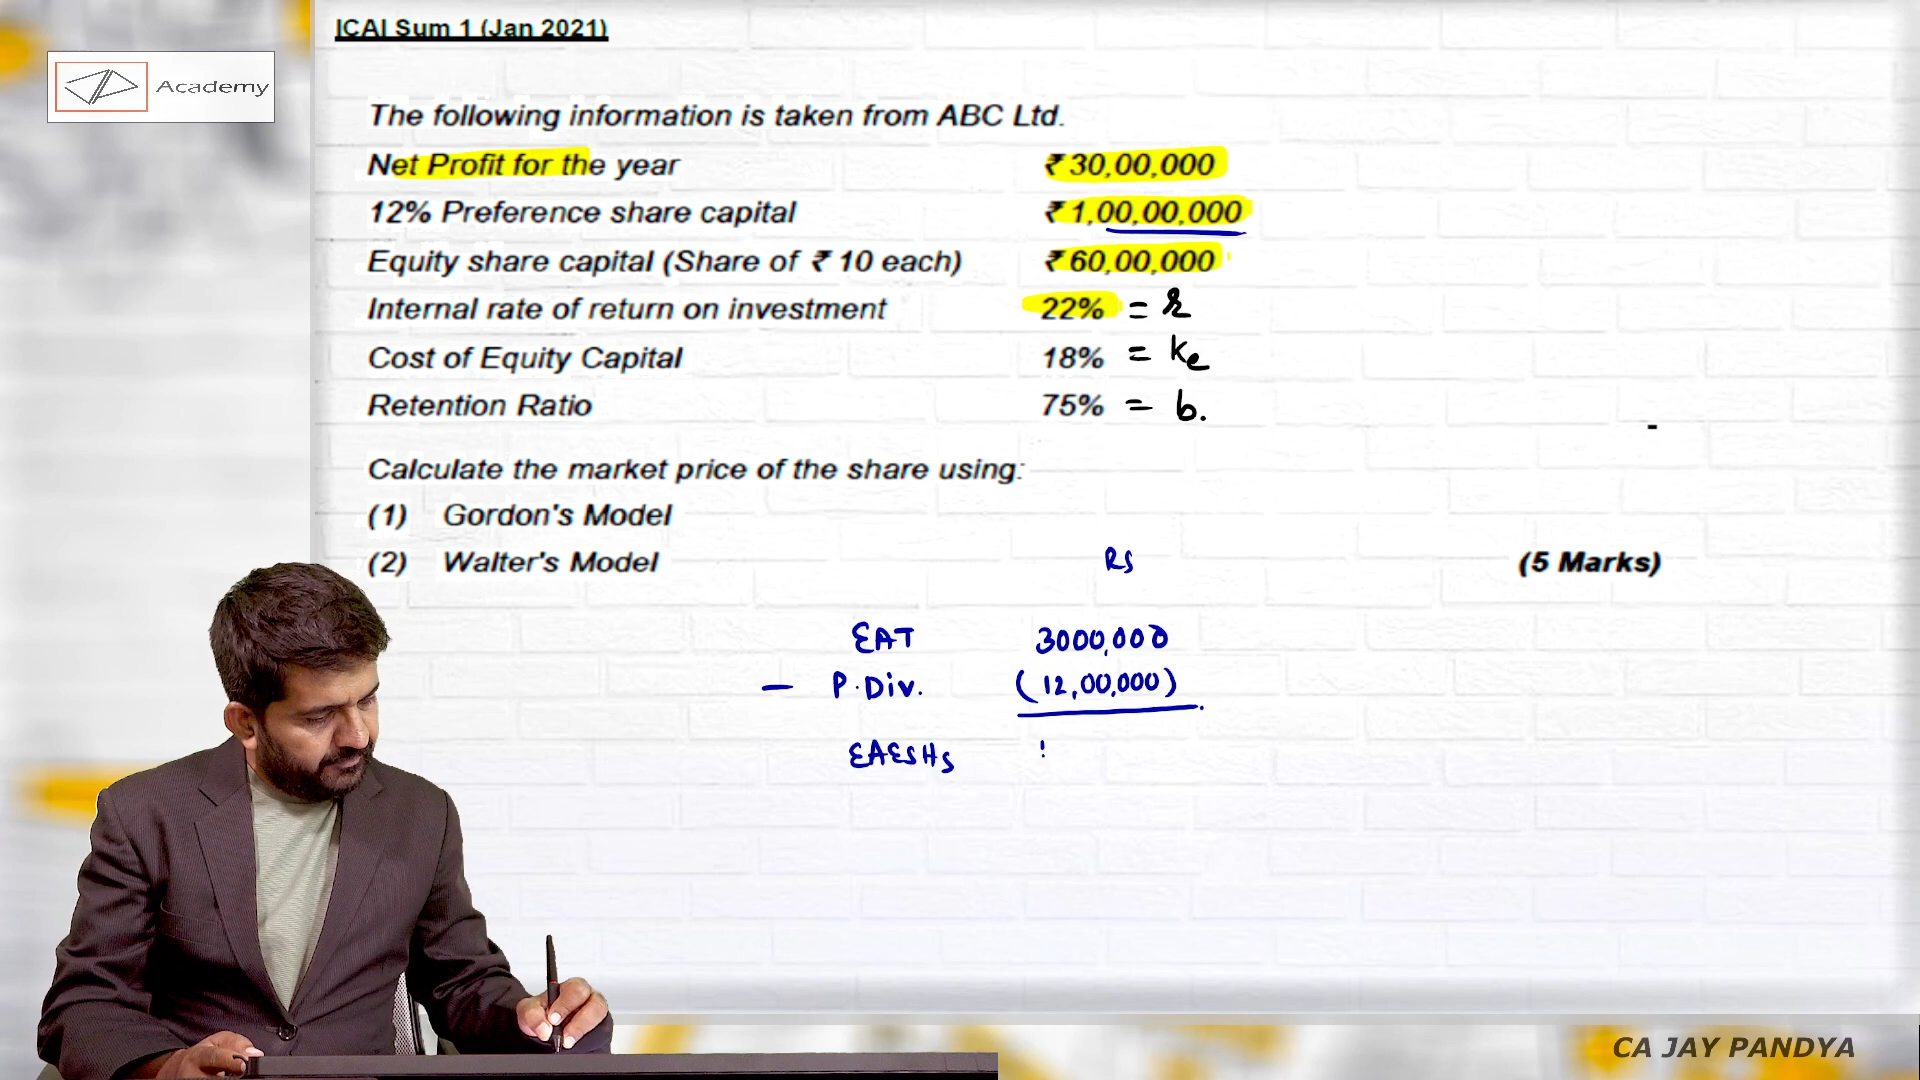 ICAI Sum 1 (Jan 2021)
Academy
The following information is taken from ABC Ltd.
Net Profit for the year ₹ 30,00,000
12% Preference share capital ₹ 1,00,00,000
Equity share capital (Share of ₹ 10 each) ₹ 60,00,000
Internal rate of return on investment 22% = r
Cost of Equity Capital 18% = ke
Retention Ratio 75% = b.
Calculate the market price of the share using:
(1) Gordon's Model
(2) Walter's Model (5 Marks)
RS
EAT 3000,000
— P.Div. (12,00,000)
EAESHs
CA JAY PANDYA